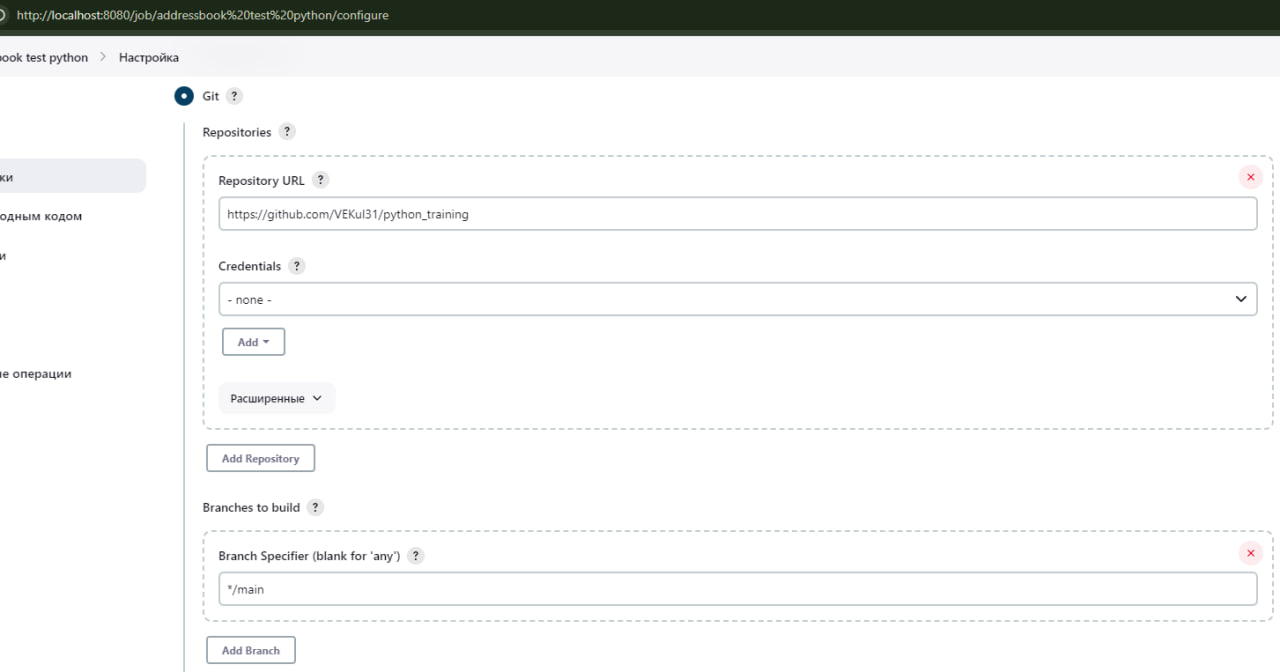 http://localhost:8080/job/addressbook%20test%20python/configure
ook test python > Настройка
Git ?
Repositories ?
ки
Repository URL ?
одным кодом
https://github.com/VEKul31/python_training
и
Credentials ?
- none -
Add
е операции
Расширенные
Add Repository
Branches to build ?
Branch Specifier (blank for 'any') ?
*/main
Add Branch